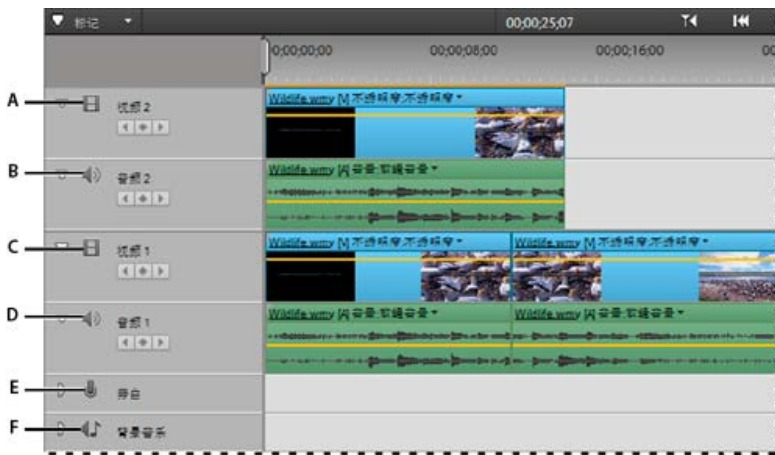 标记
00;00;25;07
0;00;00;00 00;00;08;00 00;00;16;00 00
A 视频 2
Wildlife.wmv [V] 不透明度:不透明度
B 音频 2
Wildlife.wmv [A] 音量:剪辑音量
C 视频 1
Wildlife.wmv [V] 不透明度:不透明度 Wildlife.wmv [V] 不透明度:不透明度
D 音频 1
Wildlife.wmv [A] 音量:剪辑音量 Wildlife.wmv [A] 音量:剪辑音量
E 旁白
F 背景音乐